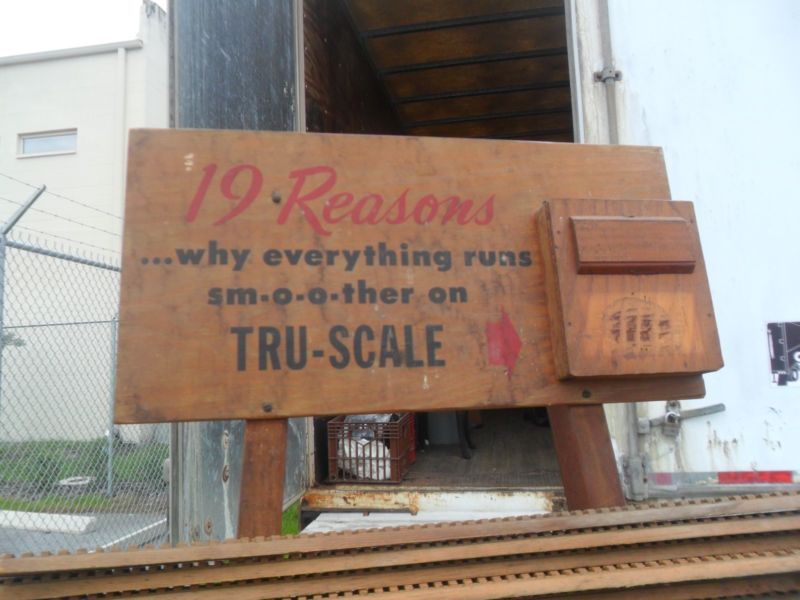 19 Reasons
...why everything runs
sm-o-o-ther on
TRU-SCALE